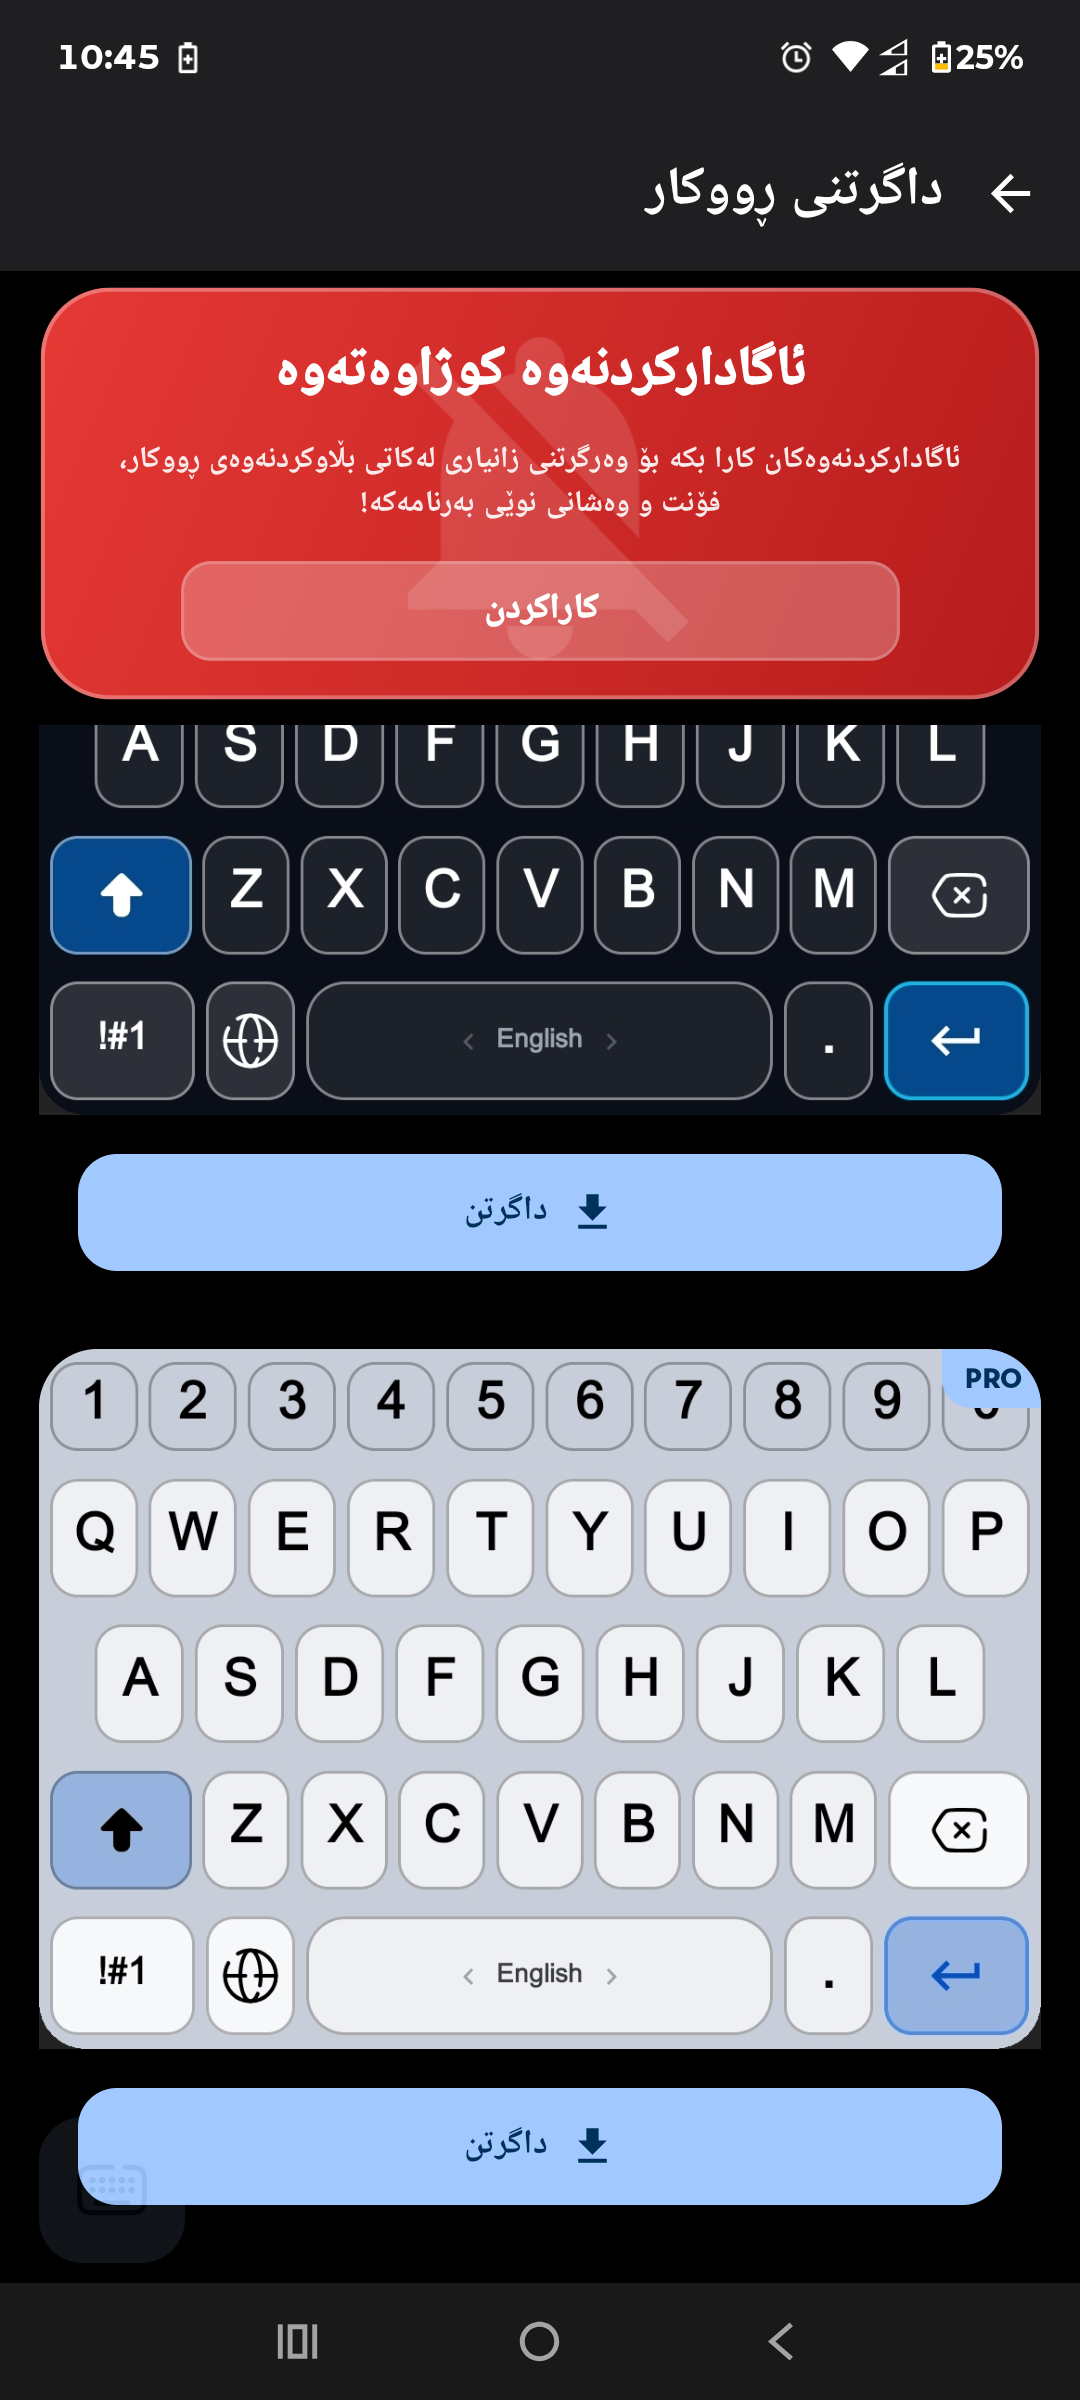 10:45
25%
داگرتنی ڕووکار
ئاگادارکردنەوە کوژاوەتەوە
ئاگادارکردنەوەکان کارا بکە بۆ وەرگرتنی زانیاری لەکاتی بڵاوکردنەوەی ڕووکار،
فۆنت و وەشانی نوێی بەرنامەکە!
کاراکردن
A S D F G H J K L
Z X C V B N M
!#1 English .
داگرتن
PRO
1 2 3 4 5 6 7 8 9
Q W E R T Y U I O P
A S D F G H J K L
Z X C V B N M
!#1 English .
داگرتن